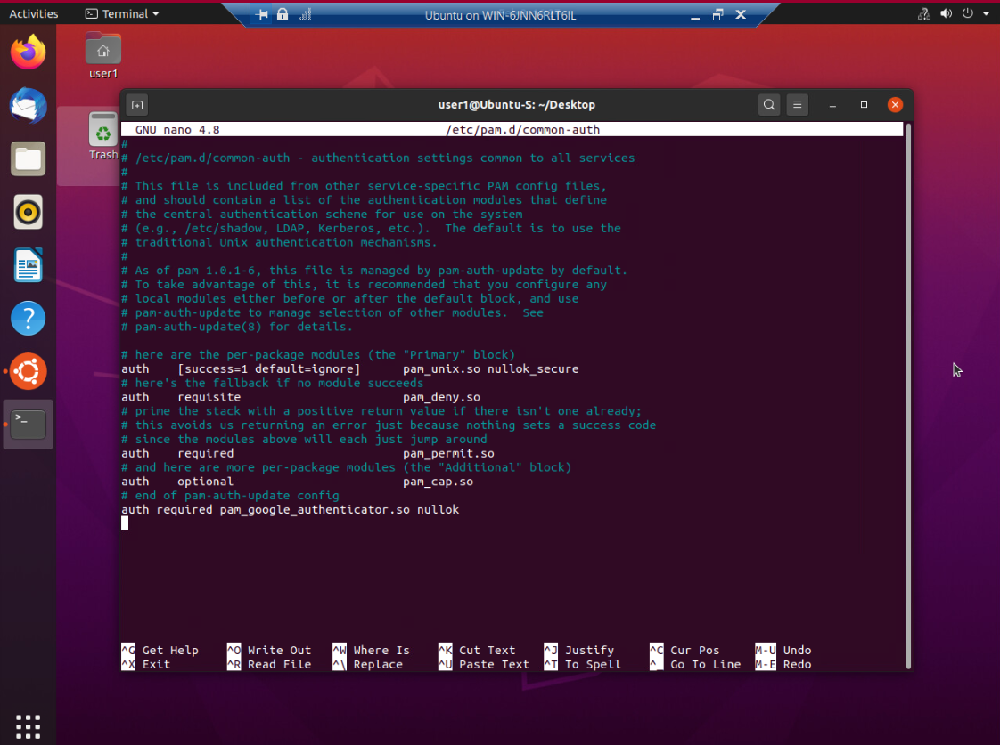 Activities Terminal Ubuntu on WIN-6JNN6RLT6IL
user1
Trash
user1@Ubuntu-S: ~/Desktop
GNU nano 4.8 /etc/pam.d/common-auth
#
# /etc/pam.d/common-auth - authentication settings common to all services
#
# This file is included from other service-specific PAM config files,
# and should contain a list of the authentication modules that define
# the central authentication scheme for use on the system
# (e.g., /etc/shadow, LDAP, Kerberos, etc.).  The default is to use the
# traditional Unix authentication mechanisms.
#
# As of pam 1.0.1-6, this file is managed by pam-auth-update by default.
# To take advantage of this, it is recommended that you configure any
# local modules either before or after the default block, and use
# pam-auth-update to manage selection of other modules.  See
# pam-auth-update(8) for details.
# here are the per-package modules (the "Primary" block)
auth    [success=1 default=ignore]      pam_unix.so nullok_secure
# here's the fallback if no module succeeds
auth    requisite                       pam_deny.so
# prime the stack with a positive return value if there isn't one already;
# this avoids us returning an error just because nothing sets a success code
# since the modules above will each just jump around
auth    required                        pam_permit.so
# and here are more per-package modules (the "Additional" block)
auth    optional                        pam_cap.so
# end of pam-auth-update config
auth required pam_google_authenticator.so nullok
^G Get Help ^O Write Out ^W Where Is ^K Cut Text ^J Justify ^C Cur Pos M-U Undo
^X Exit ^R Read File ^\ Replace ^U Paste Text ^T To Spell ^_ Go To Line M-E Redo